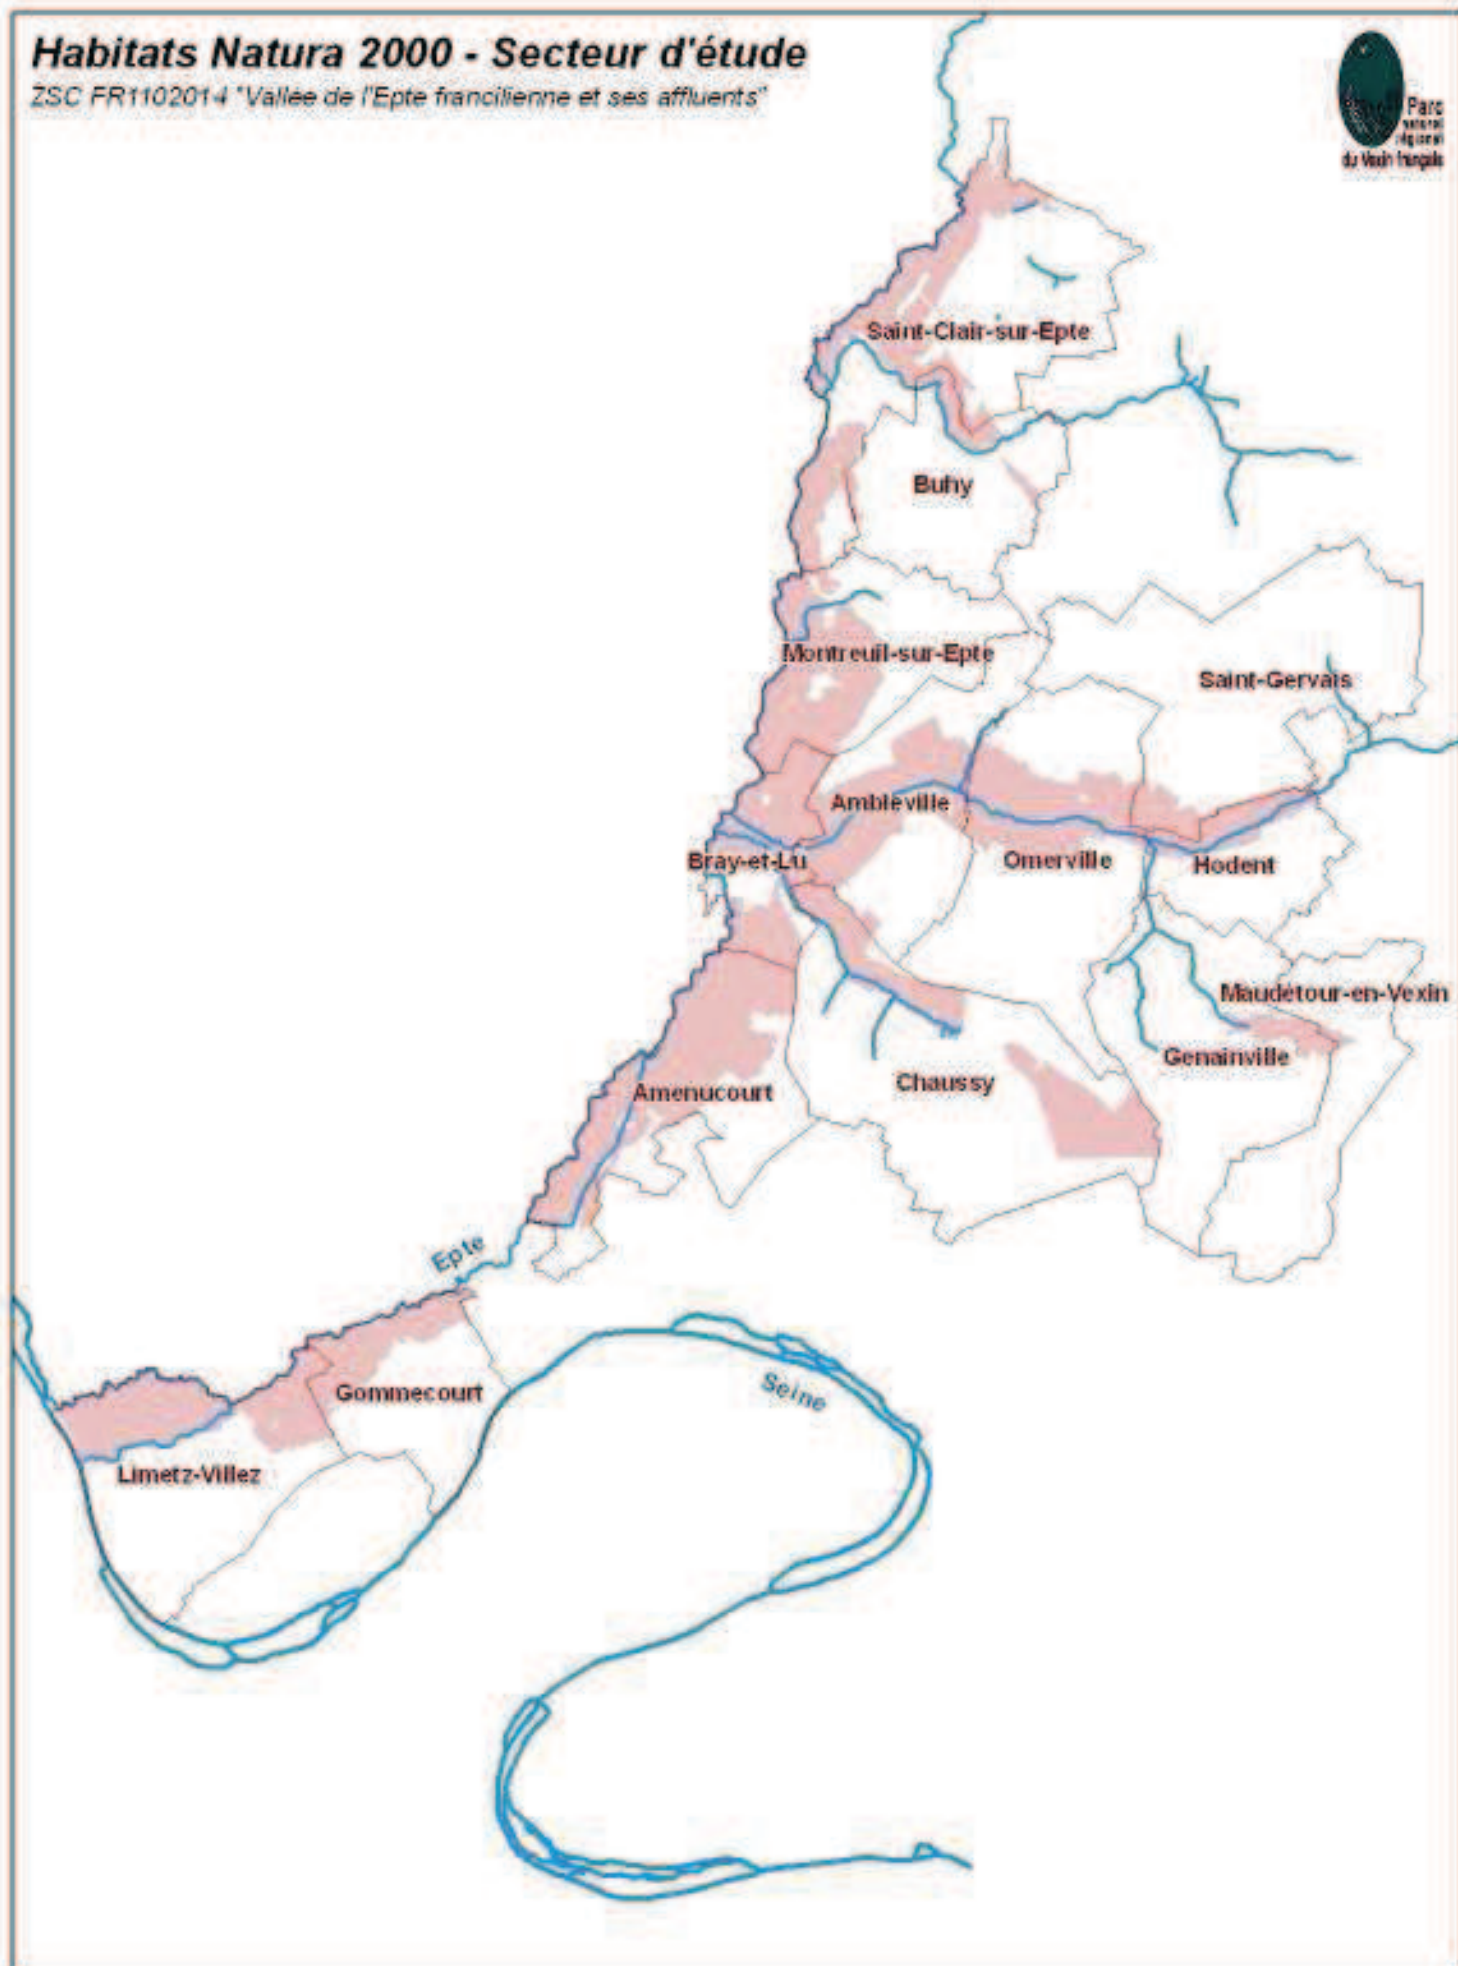 Habitats Natura 2000 - Secteur d'étude
ZSC FR1102014 "Vallée de l'Epte francilienne et ses affluents"
Parc
naturel
régional
du Vexin français
Saint-Clair-sur-Epte
Buhy
Montreuil-sur-Epte
Saint-Gervais
Ambleville
Bray-et-Lu
Omerville
Hodent
Maudétour-en-Vexin
Genainville
Chaussy
Amenucourt
Epte
Seine
Gommecourt
Limetz-Villez